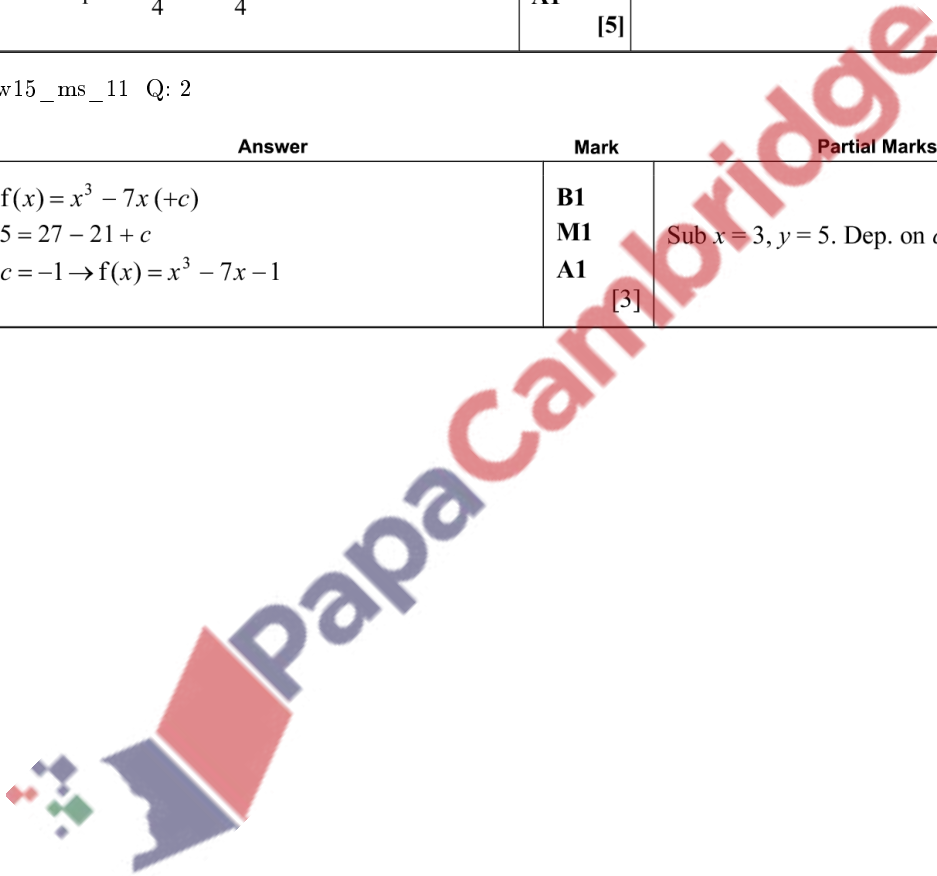 4 4
[5]
w15_ms_11 Q: 2
Answer Mark Partial Marks
f(x) = x³ − 7x (+c) B1
5 = 27 − 21 + c M1 Sub x = 3, y = 5. Dep. on
c = −1 → f(x) = x³ − 7x − 1 A1
[3]
PapaCambridge